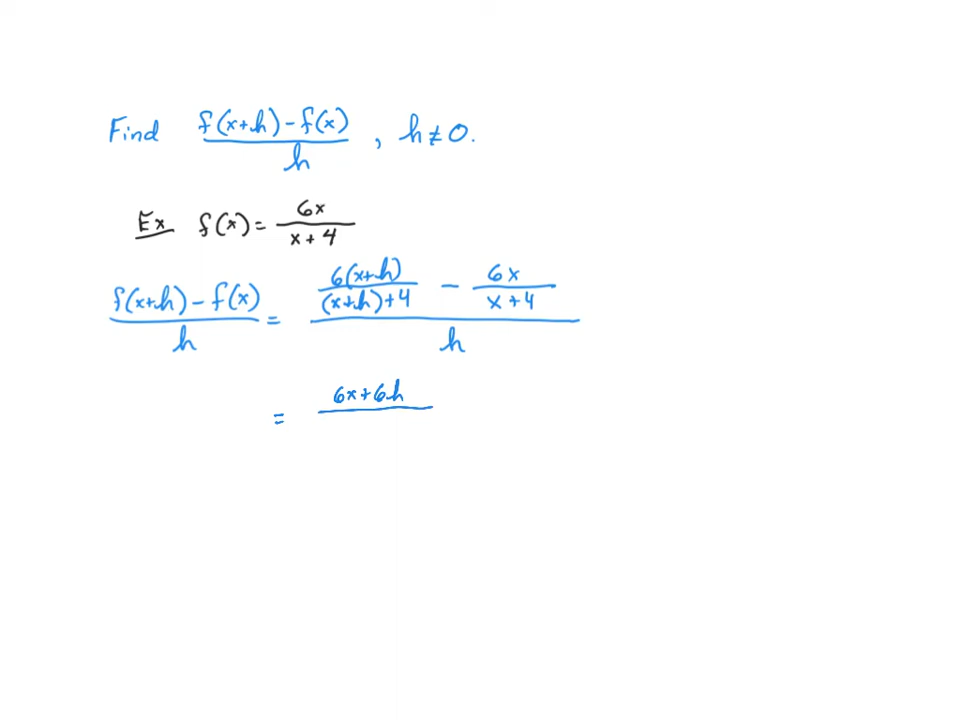 Find (f(x+h) - f(x))/h , h ≠ 0.
Ex f(x) = 6x/(x+4)
(f(x+h) - f(x))/h = (6(x+h)/((x+h)+4) - 6x/(x+4))/h
= 6x+6h